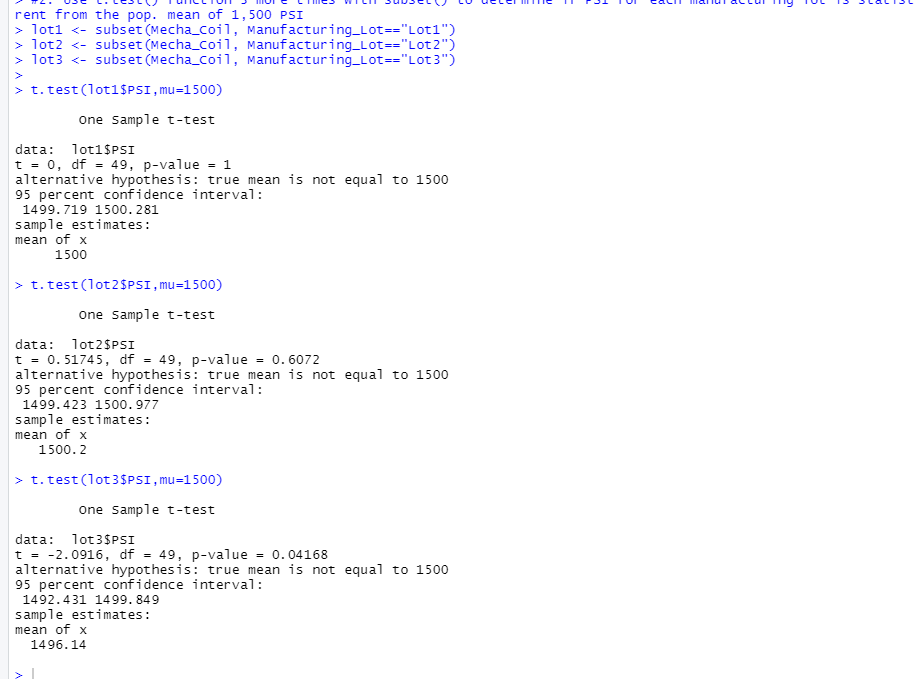 > #2. Use t.test() function 3 more times with subset() to determine if PSI for each manufacturing lot is statist
rent from the pop. mean of 1,500 PSI
> lot1 <- subset(Mecha_Coil, Manufacturing_Lot=="Lot1")
> lot2 <- subset(Mecha_Coil, Manufacturing_Lot=="Lot2")
> lot3 <- subset(Mecha_Coil, Manufacturing_Lot=="Lot3")
>
> t.test(lot1$PSI,mu=1500)
One Sample t-test
data: lot1$PSI
t = 0, df = 49, p-value = 1
alternative hypothesis: true mean is not equal to 1500
95 percent confidence interval:
1499.719 1500.281
sample estimates:
mean of x
1500
> t.test(lot2$PSI,mu=1500)
One Sample t-test
data: lot2$PSI
t = 0.51745, df = 49, p-value = 0.6072
alternative hypothesis: true mean is not equal to 1500
95 percent confidence interval:
1499.423 1500.977
sample estimates:
mean of x
1500.2
> t.test(lot3$PSI,mu=1500)
One Sample t-test
data: lot3$PSI
t = -2.0916, df = 49, p-value = 0.04168
alternative hypothesis: true mean is not equal to 1500
95 percent confidence interval:
1492.431 1499.849
sample estimates:
mean of x
1496.14
>